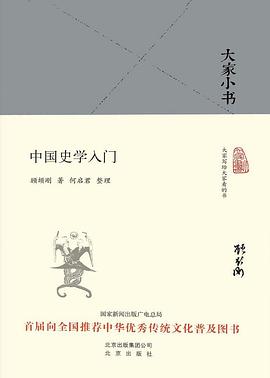 大家小书
大家写给大家看的书
中国史学入门
顾颉刚 著 何启君 整理
国家新闻出版广电总局
首届向全国推荐中华优秀传统文化普及图书
北京出版集团公司
北京出版社